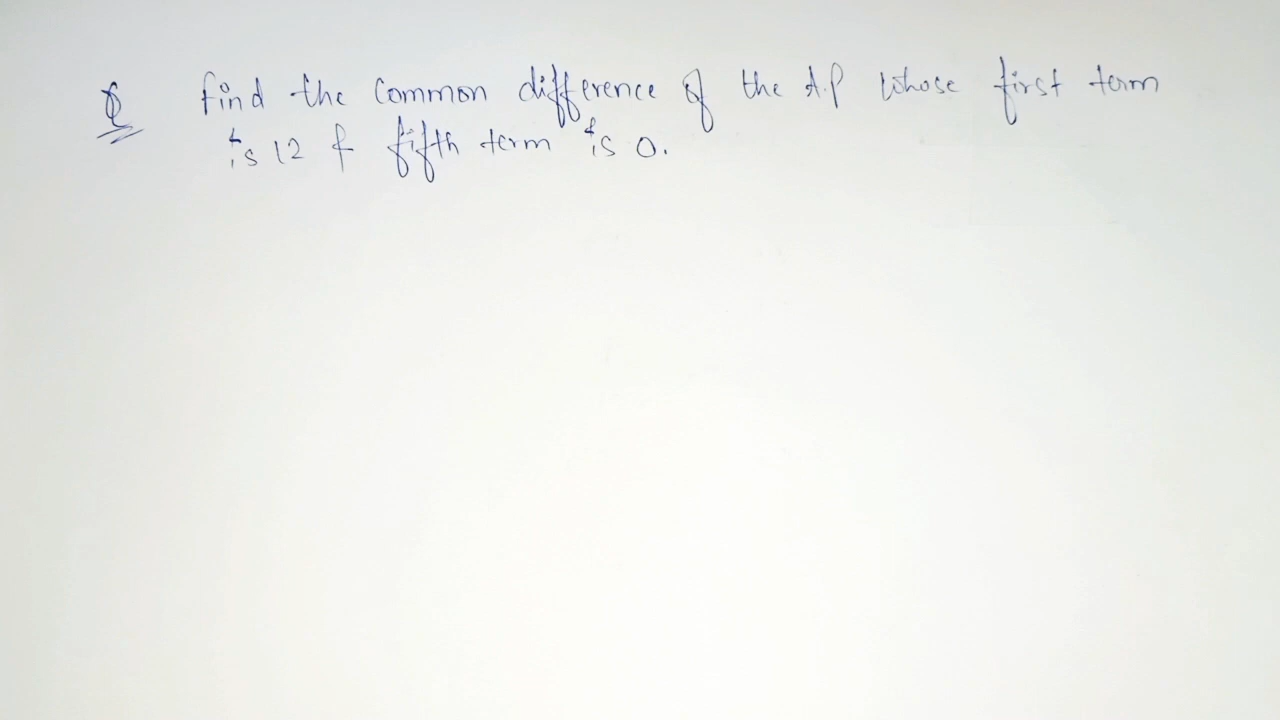 Q find the common difference of the A.P whose first term
is 12 & fifth term is 0.